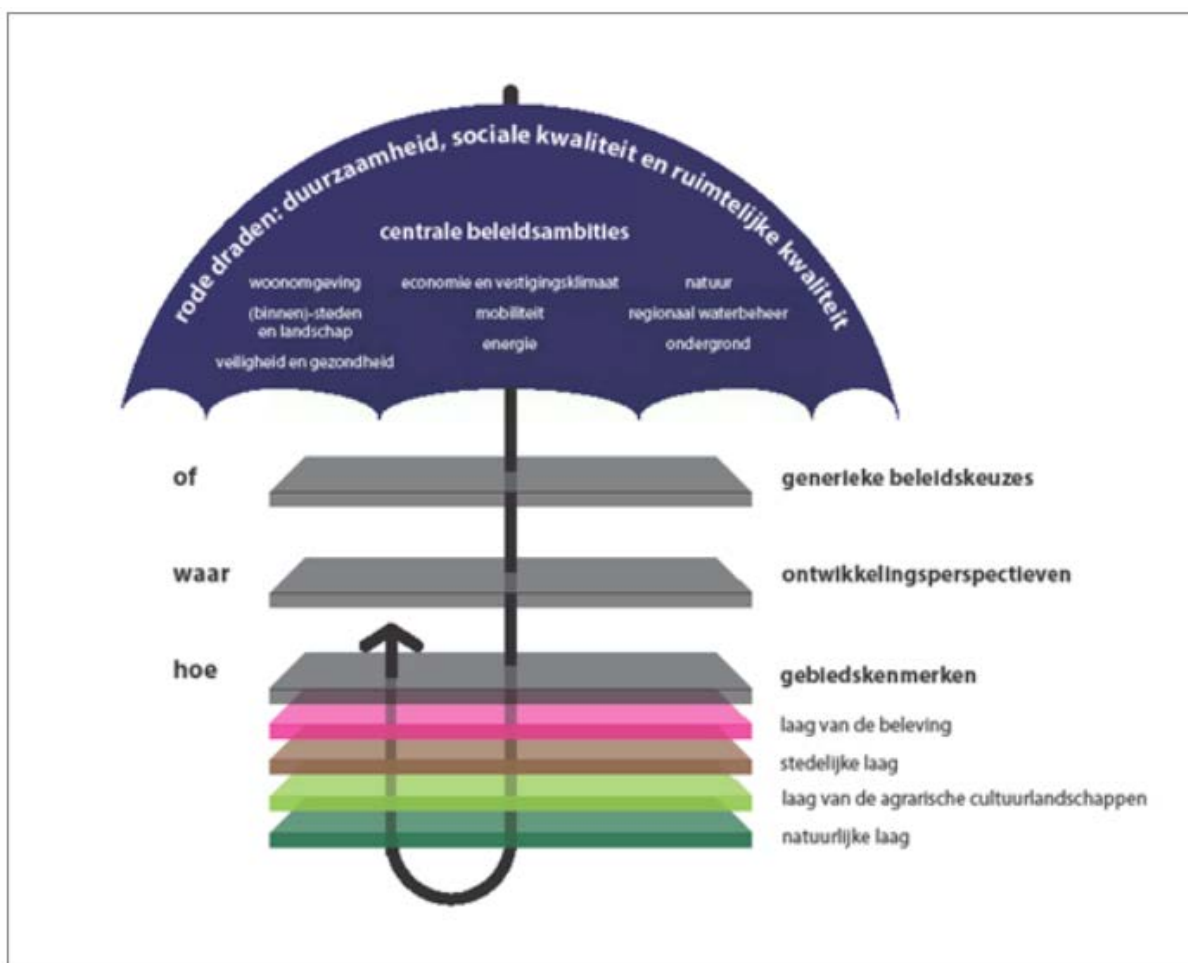 rode draden: duurzaamheid, sociale kwaliteit en ruimtelijke kwaliteit
centrale beleidsambities
woonomgeving
(binnen)-steden
en landschap
veiligheid en gezondheid
economie en vestigingsklimaat
mobiliteit
energie
natuur
regionaal waterbeheer
ondergrond
of
generieke beleidskeuzes
waar
ontwikkelingsperspectieven
hoe
gebiedskenmerken
laag van de beleving
stedelijke laag
laag van de agrarische cultuurlandschappen
natuurlijke laag